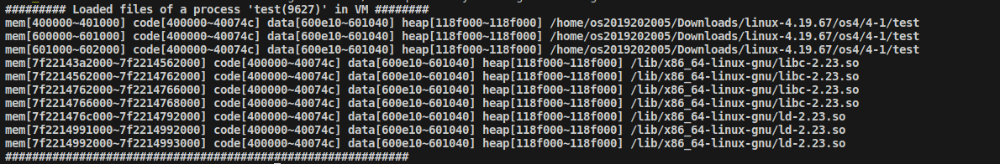 ######### Loaded files of a process 'test(9627)' in VM ########
mem[400000~401000] code[400000~40074c] data[600e10~601040] heap[118f000~118f000] /home/os2019202005/Downloads/linux-4.19.67/os4/4-1/test
mem[600000~601000] code[400000~40074c] data[600e10~601040] heap[118f000~118f000] /home/os2019202005/Downloads/linux-4.19.67/os4/4-1/test
mem[601000~602000] code[400000~40074c] data[600e10~601040] heap[118f000~118f000] /home/os2019202005/Downloads/linux-4.19.67/os4/4-1/test
mem[7f22143a2000~7f2214562000] code[400000~40074c] data[600e10~601040] heap[118f000~118f000] /lib/x86_64-linux-gnu/libc-2.23.so
mem[7f2214562000~7f2214762000] code[400000~40074c] data[600e10~601040] heap[118f000~118f000] /lib/x86_64-linux-gnu/libc-2.23.so
mem[7f2214762000~7f2214766000] code[400000~40074c] data[600e10~601040] heap[118f000~118f000] /lib/x86_64-linux-gnu/libc-2.23.so
mem[7f2214766000~7f2214768000] code[400000~40074c] data[600e10~601040] heap[118f000~118f000] /lib/x86_64-linux-gnu/libc-2.23.so
mem[7f221476c000~7f2214792000] code[400000~40074c] data[600e10~601040] heap[118f000~118f000] /lib/x86_64-linux-gnu/ld-2.23.so
mem[7f2214991000~7f2214992000] code[400000~40074c] data[600e10~601040] heap[118f000~118f000] /lib/x86_64-linux-gnu/ld-2.23.so
mem[7f2214992000~7f2214993000] code[400000~40074c] data[600e10~601040] heap[118f000~118f000] /lib/x86_64-linux-gnu/ld-2.23.so
############################################################